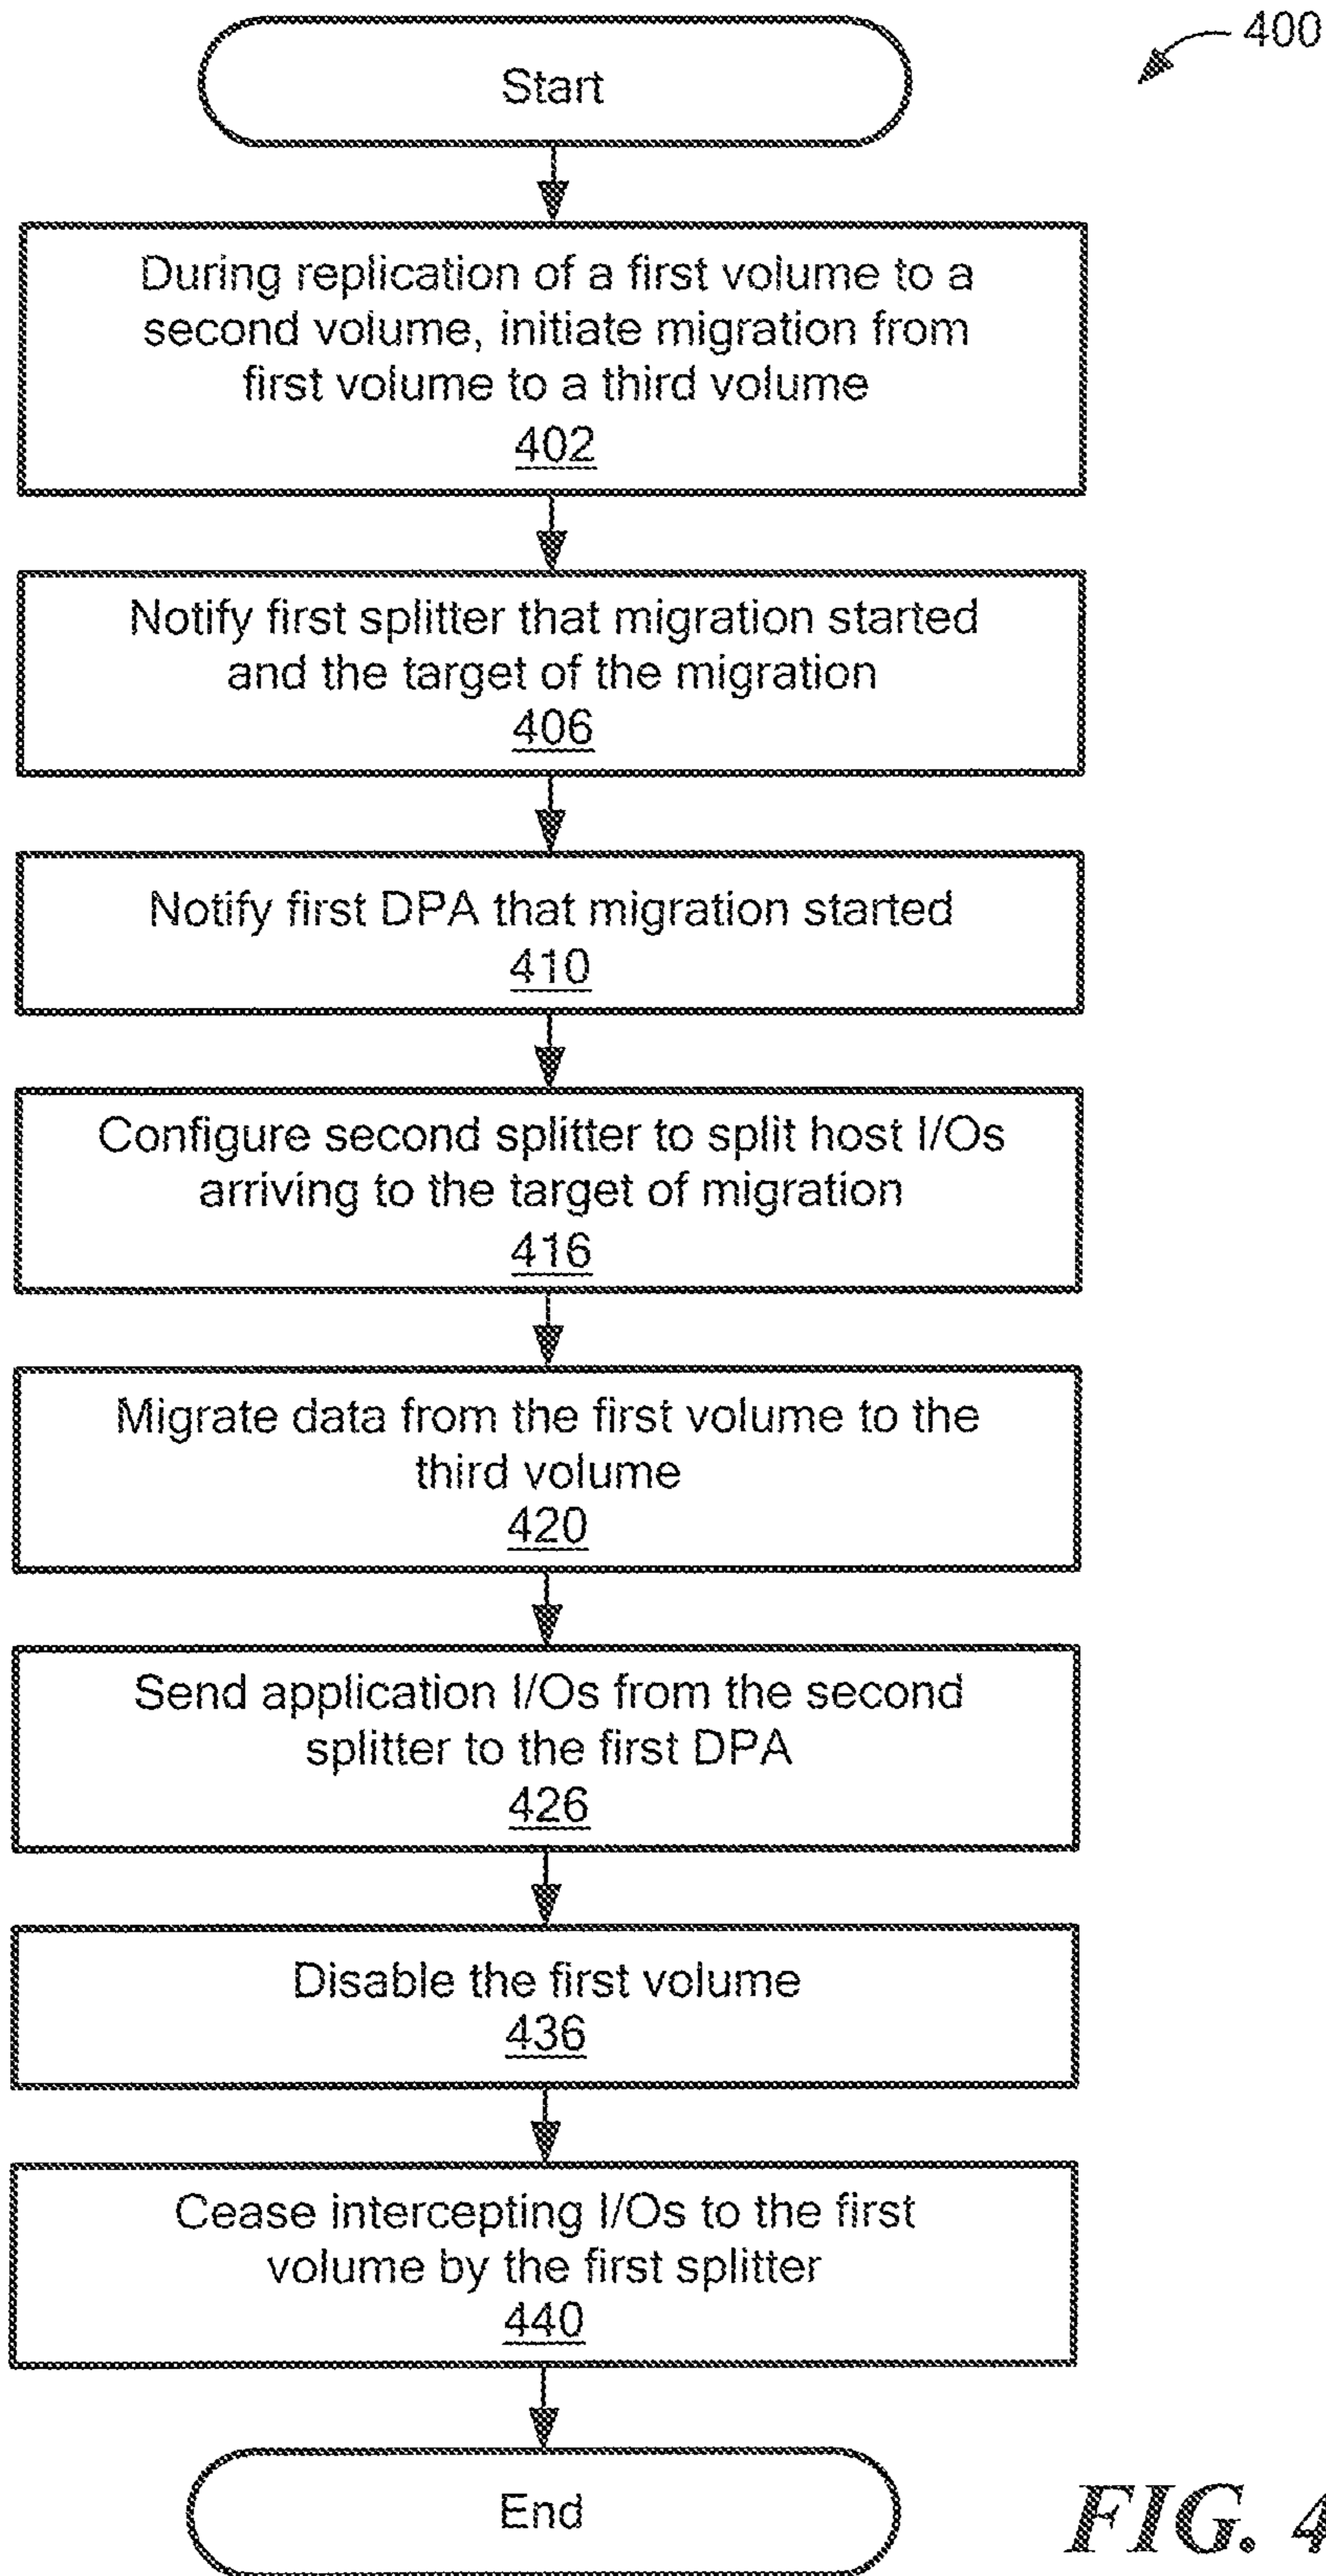 400
Start
During replication of a first volume to a
second volume, initiate migration from
first volume to a third volume
402
Notify first splitter that migration started
and the target of the migration
406
Notify first DPA that migration started
410
Configure second splitter to split host I/Os
arriving to the target of migration
416
Migrate data from the first volume to the
third volume
420
Send application I/Os from the second
splitter to the first DPA
426
Disable the first volume
436
Cease intercepting I/Os to the first
volume by the first splitter
440
End
FIG. 4